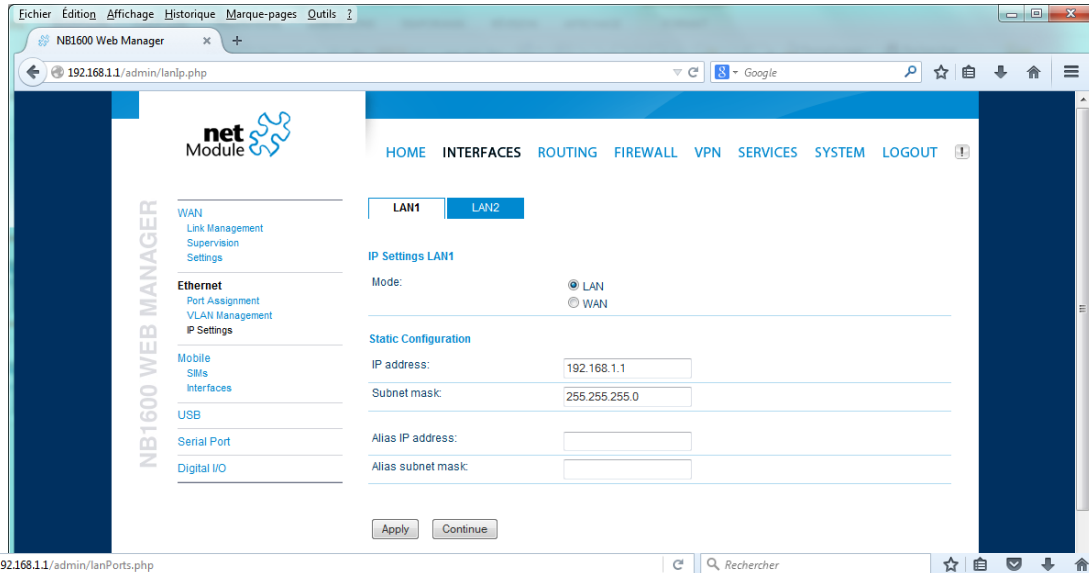 Fichier Édition Affichage Historique Marque-pages Outils ?
NB1600 Web Manager
192.168.1.1/admin/lanIp.php
Google
net
Module
HOME INTERFACES ROUTING FIREWALL VPN SERVICES SYSTEM LOGOUT
NB1600 WEB MANAGER
WAN
Link Management
Supervision
Settings
Ethernet
Port Assignment
VLAN Management
IP Settings
Mobile
SIMs
Interfaces
USB
Serial Port
Digital I/O
LAN1 LAN2
IP Settings LAN1
Mode: LAN
WAN
Static Configuration
IP address: 192.168.1.1
Subnet mask: 255.255.255.0
Alias IP address:
Alias subnet mask:
Apply Continue
92.168.1.1/admin/lanPorts.php
Rechercher